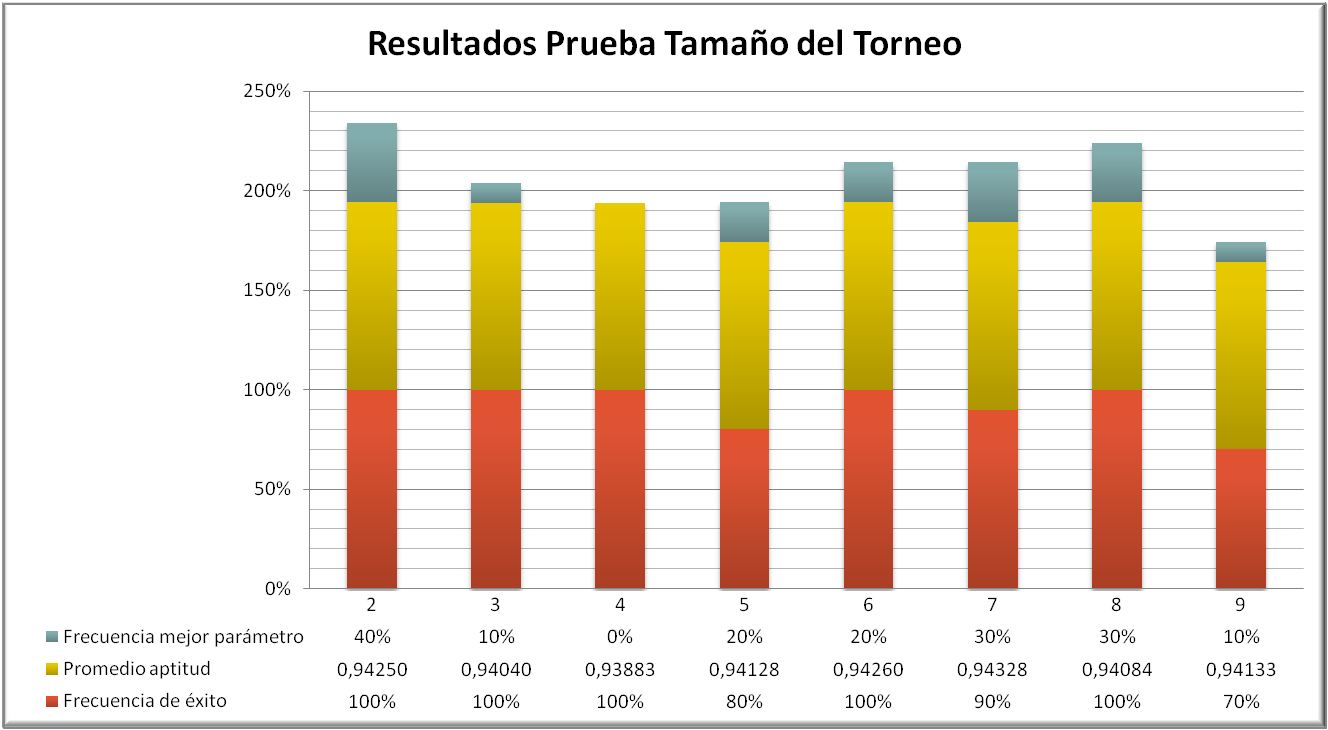 Resultados Prueba Tamaño del Torneo
250%
200%
150%
100%
50%
0%
2 3 4 5 6 7 8 9
Frecuencia mejor parámetro 40% 10% 0% 20% 20% 30% 30% 10%
Promedio aptitud 0,94250 0,94040 0,93883 0,94128 0,94260 0,94328 0,94084 0,94133
Frecuencia de éxito 100% 100% 100% 80% 100% 90% 100% 70%